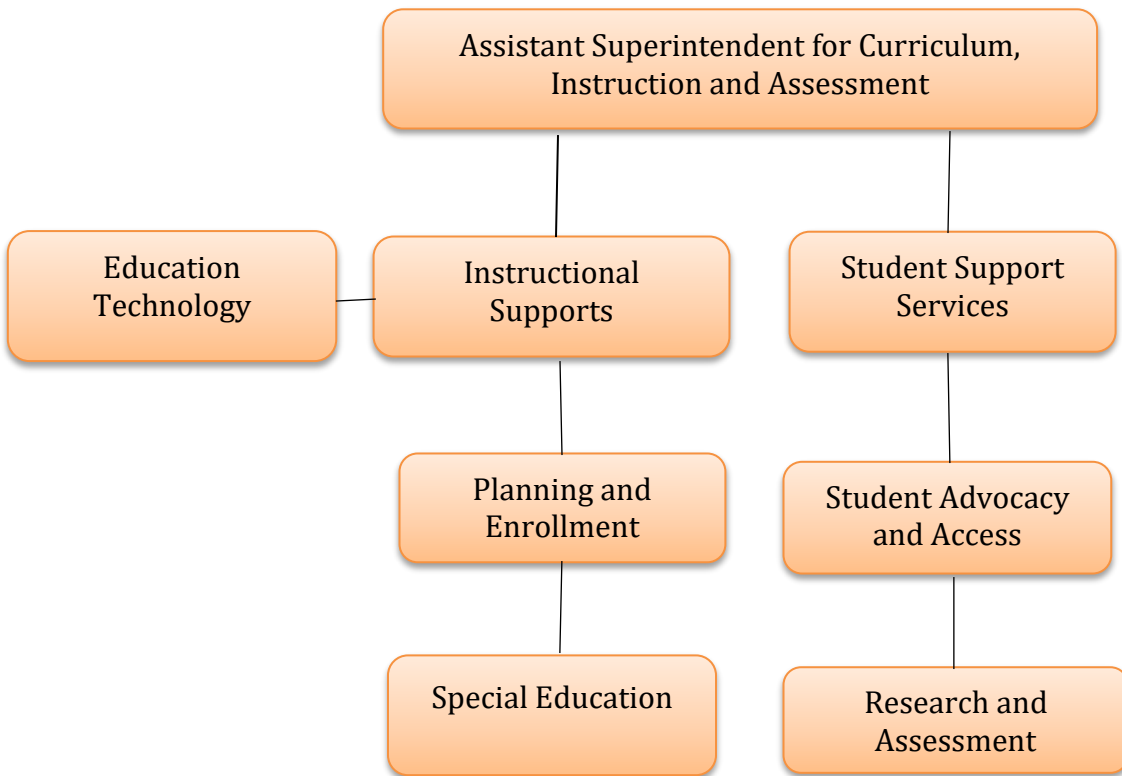 Assistant Superintendent for Curriculum,
Instruction and Assessment
Education
Technology
Instructional
Supports
Student Support
Services
Planning and
Enrollment
Student Advocacy
and Access
Special Education
Research and
Assessment